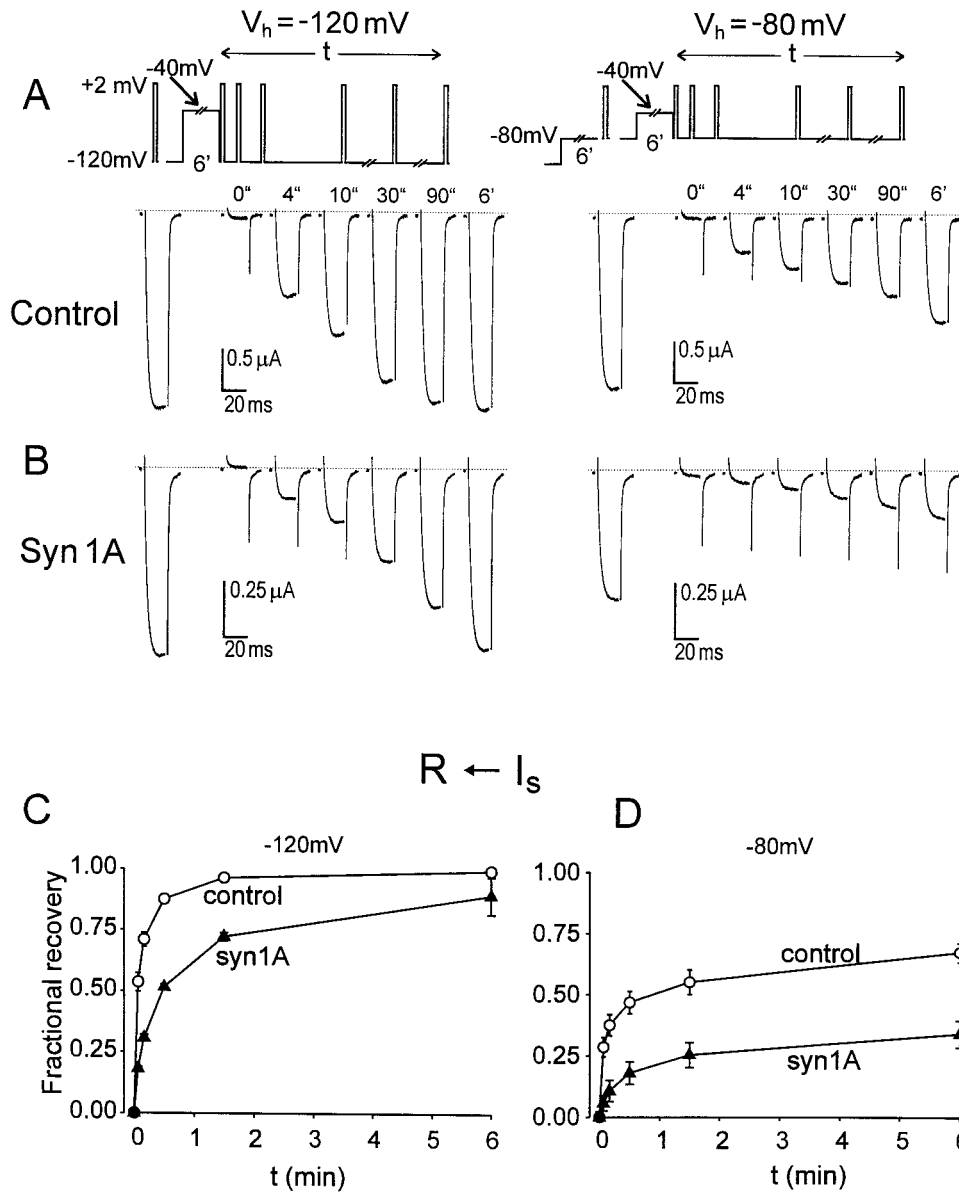 V_h = -120 mV
V_h = -80 mV
t
t
A
-40mV
-40mV
+2 mV
-80mV
-120mV
6'
6'
6'
0“ 4“ 10“ 30“ 90“ 6'
0“ 4“ 10“ 30“ 90“ 6'
Control
0.5 µA
20 ms
0.5 µA
20 ms
B
Syn 1A
0.25 µA
20 ms
0.25 µA
20 ms
R ← I_s
C
D
-120mV
-80mV
1.00
0.75
0.50
0.25
0.00
Fractional recovery
control
syn1A
0 1 2 3 4 5 6
t (min)
1.00
0.75
0.50
0.25
0.00
control
syn1A
0 1 2 3 4 5 6
t (min)